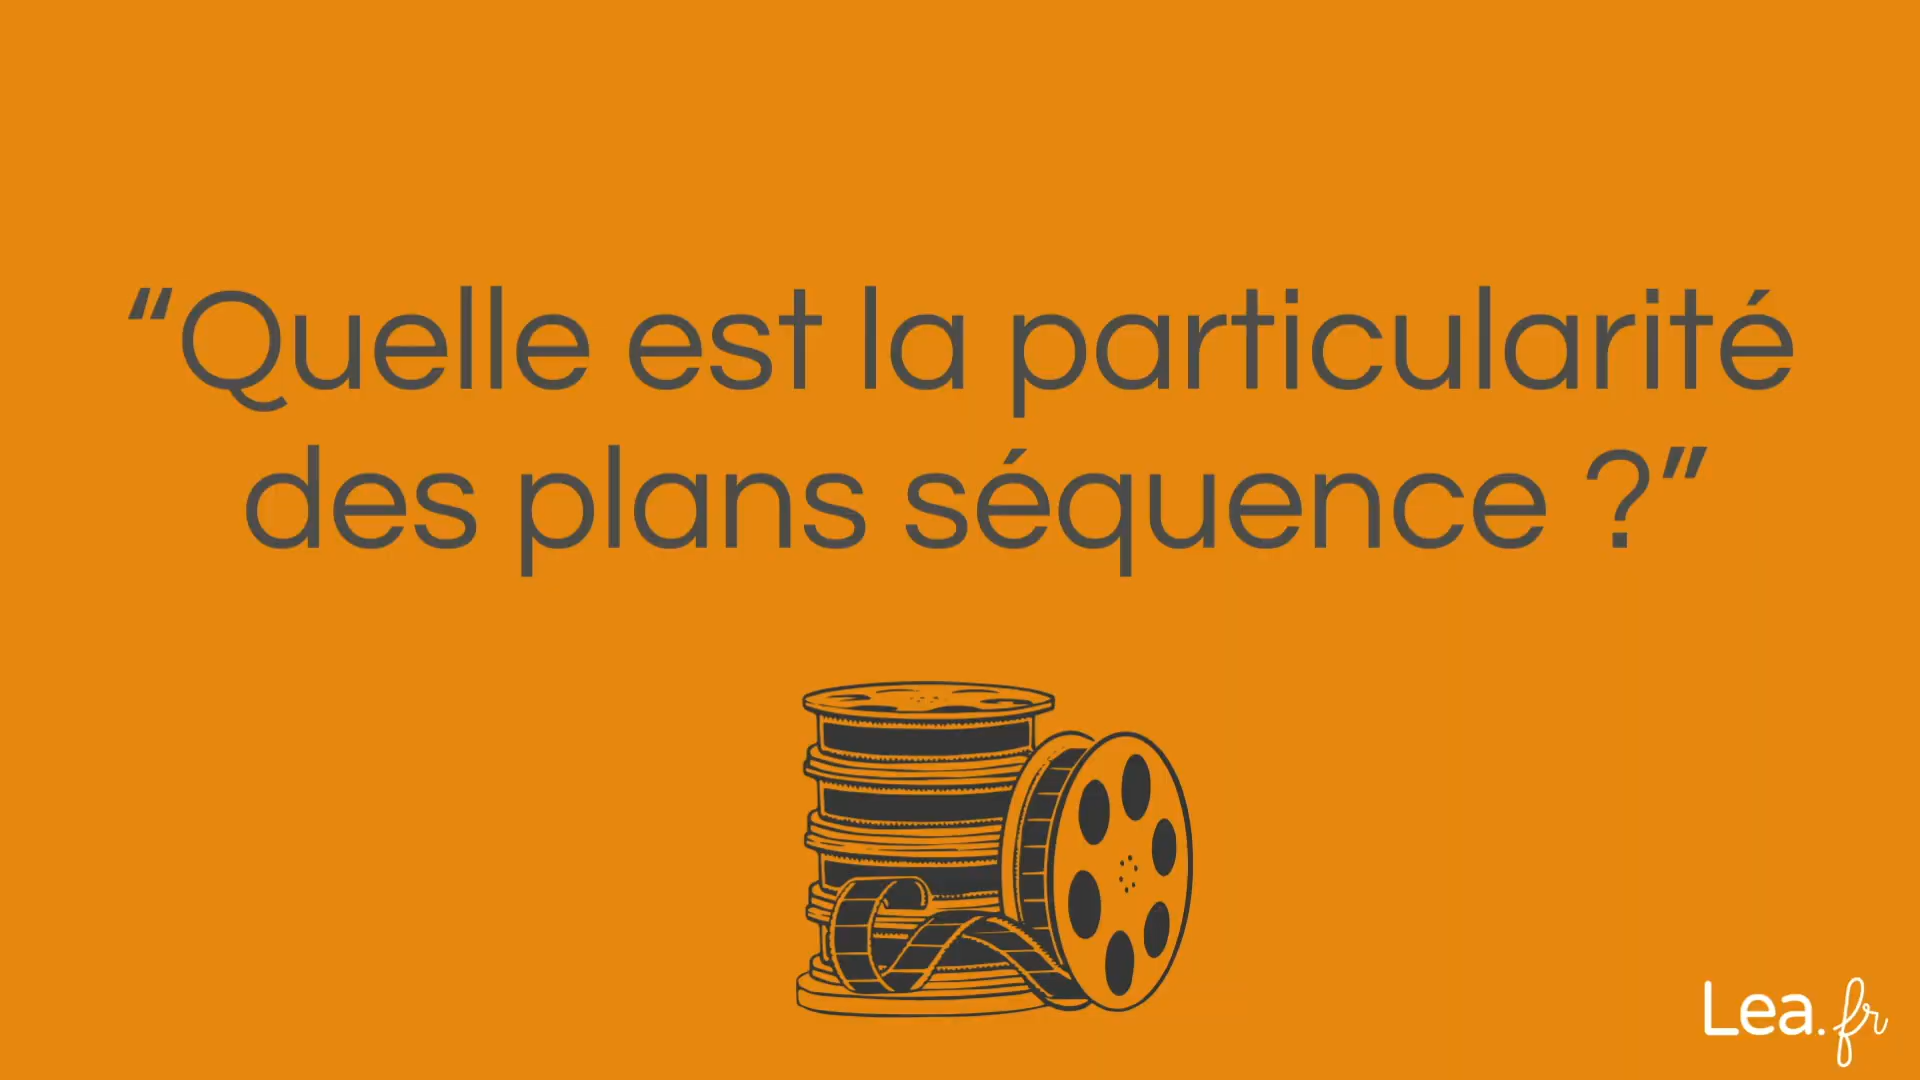 “Quelle est la particularité
des plans séquence ?”
Lea.fr